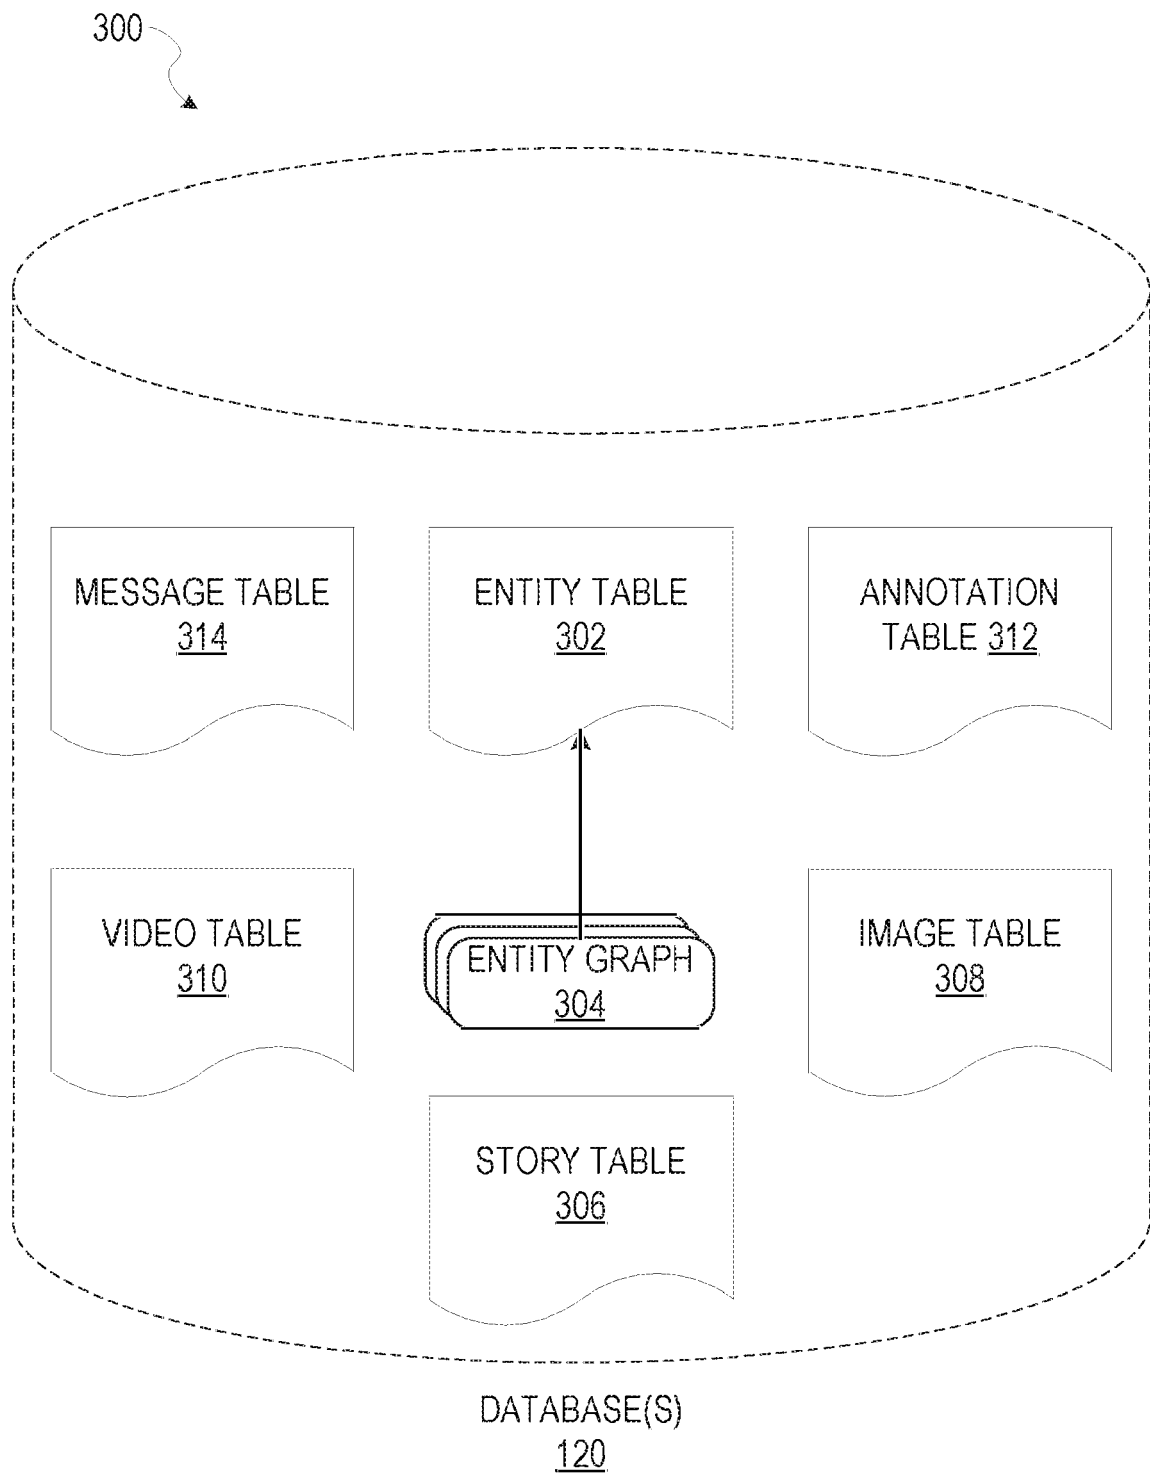 300
MESSAGE TABLE
314
ENTITY TABLE
302
ANNOTATION
TABLE 312
VIDEO TABLE
310
ENTITY GRAPH
304
IMAGE TABLE
308
STORY TABLE
306
DATABASE(S)
120